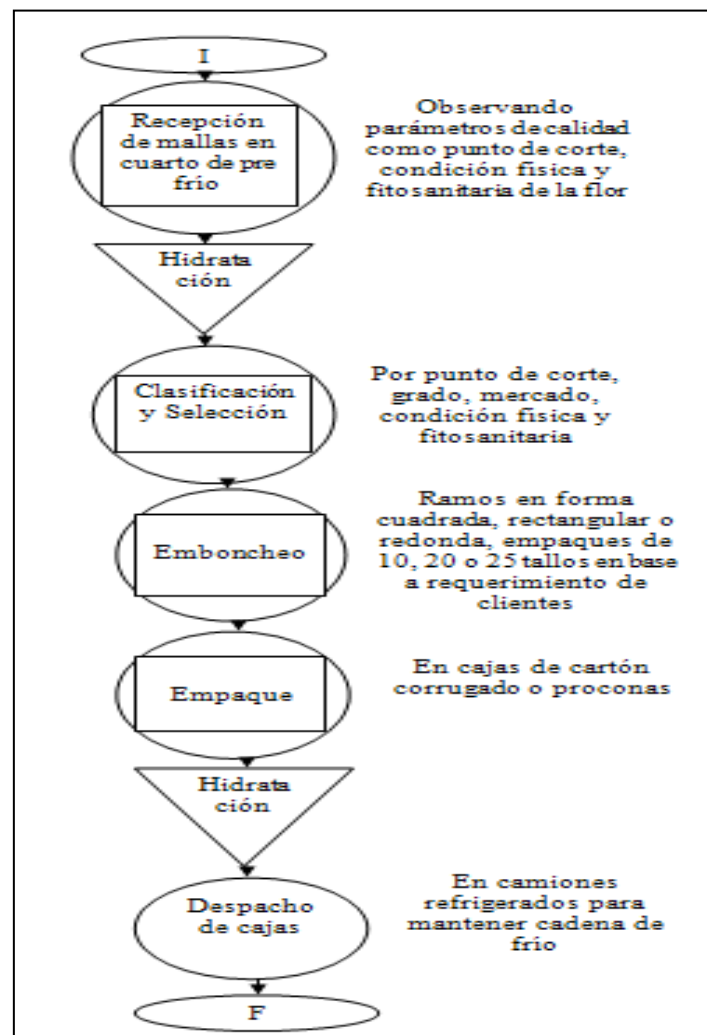 I
Recepción
de mallas en
cuarto de pre
frío
Observando
parámetros de calidad
como punto de corte,
condición física y
fitosanitaria de la flor
Hidrata
ción
Clasificación
y Selección
Por punto de corte,
grado, mercado,
condición física y
fitosanitaria
Emboncheo
Ramos en forma
cuadrada, rectangular o
redonda, empaques de
10, 20 o 25 tallos en base
a requerimiento de
clientes
Empaque
En cajas de cartón
corrugado o proconas
Hidrata
ción
Despacho
de cajas
En camiones
refrigerados para
mantener cadena de
frío
F